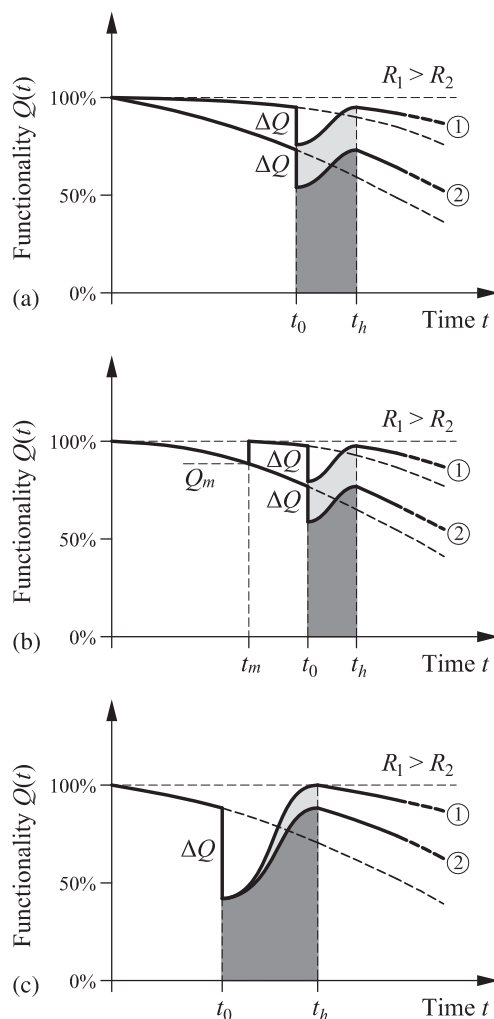 Functionality Q(t)
R₁ > R₂
100%
ΔQ
①
ΔQ
50%
②
0%
(a)
t₀
tₕ
Time t
Functionality Q(t)
R₁ > R₂
100%
ΔQ
①
Qₘ
ΔQ
②
50%
0%
(b)
tₘ
t₀
tₕ
Time t
Functionality Q(t)
R₁ > R₂
100%
①
ΔQ
②
50%
0%
(c)
t₀
tₕ
Time t